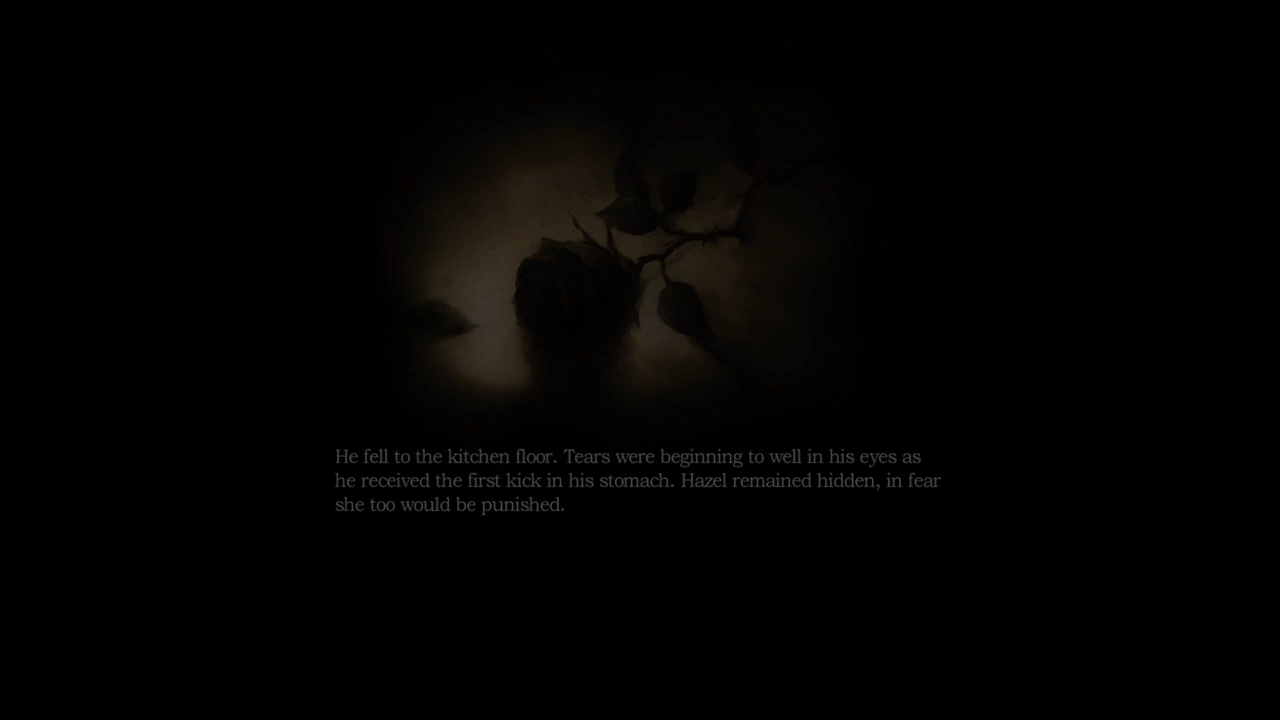 He fell to the kitchen floor. Tears were beginning to well in his eyes as
he received the first kick in his stomach. Hazel remained hidden, in fear
she too would be punished.